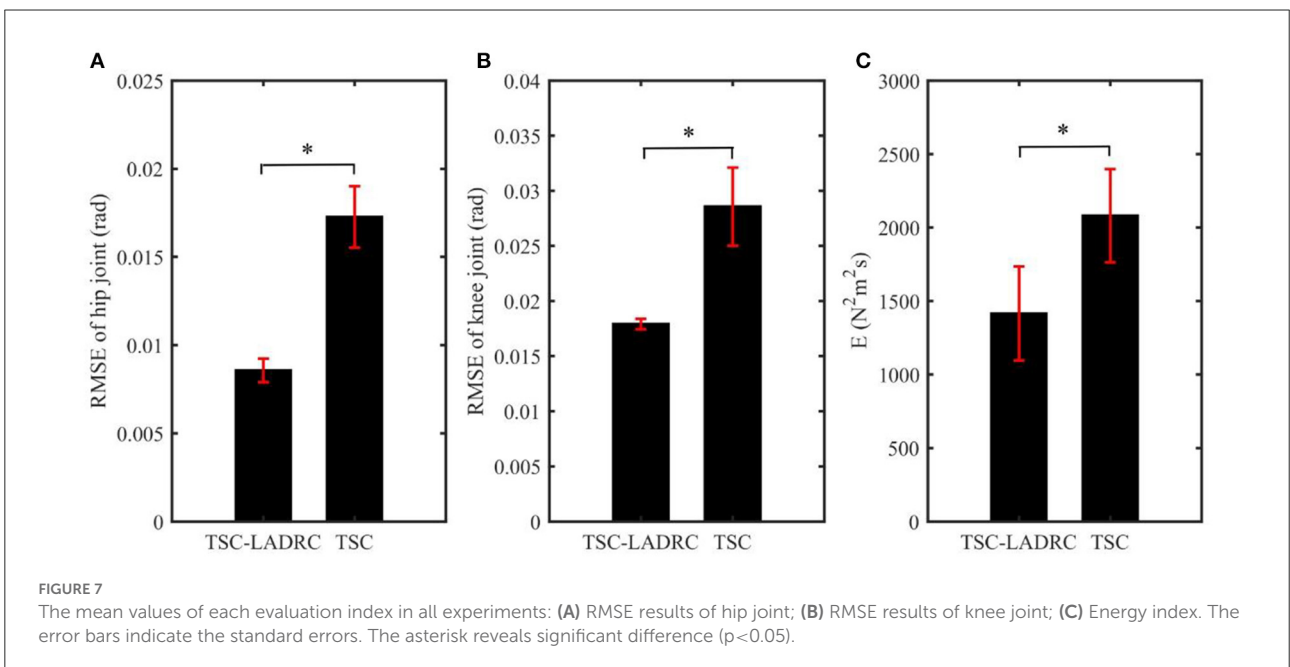 A
RMSE of hip joint (rad)
0.025
0.02
0.015
0.01
0.005
0
*
TSC-LADRC TSC
B
RMSE of knee joint (rad)
0.04
0.035
0.03
0.025
0.02
0.015
0.01
0.005
0
*
TSC-LADRC TSC
C
E (N²m²s)
3000
2500
2000
1500
1000
500
0
*
TSC-LADRC TSC
FIGURE 7
The mean values of each evaluation index in all experiments: (A) RMSE results of hip joint; (B) RMSE results of knee joint; (C) Energy index. The
error bars indicate the standard errors. The asterisk reveals significant difference (p<0.05).